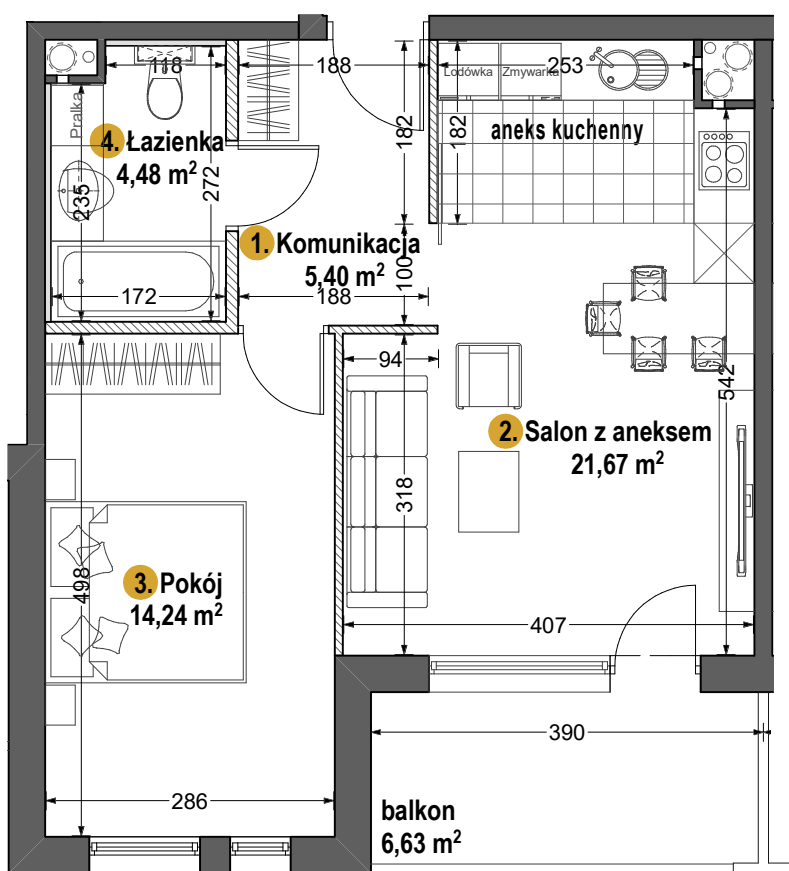 118
188
253
Lodówka
Zmywarka
Pralka
182
182
aneks kuchenny
4. Łazienka
4,48 m²
272
235
1. Komunikacja
5,40 m²
100
172
188
94
542
2. Salon z aneksem
21,67 m²
318
498
3. Pokój
14,24 m²
407
390
286
balkon
6,63 m²